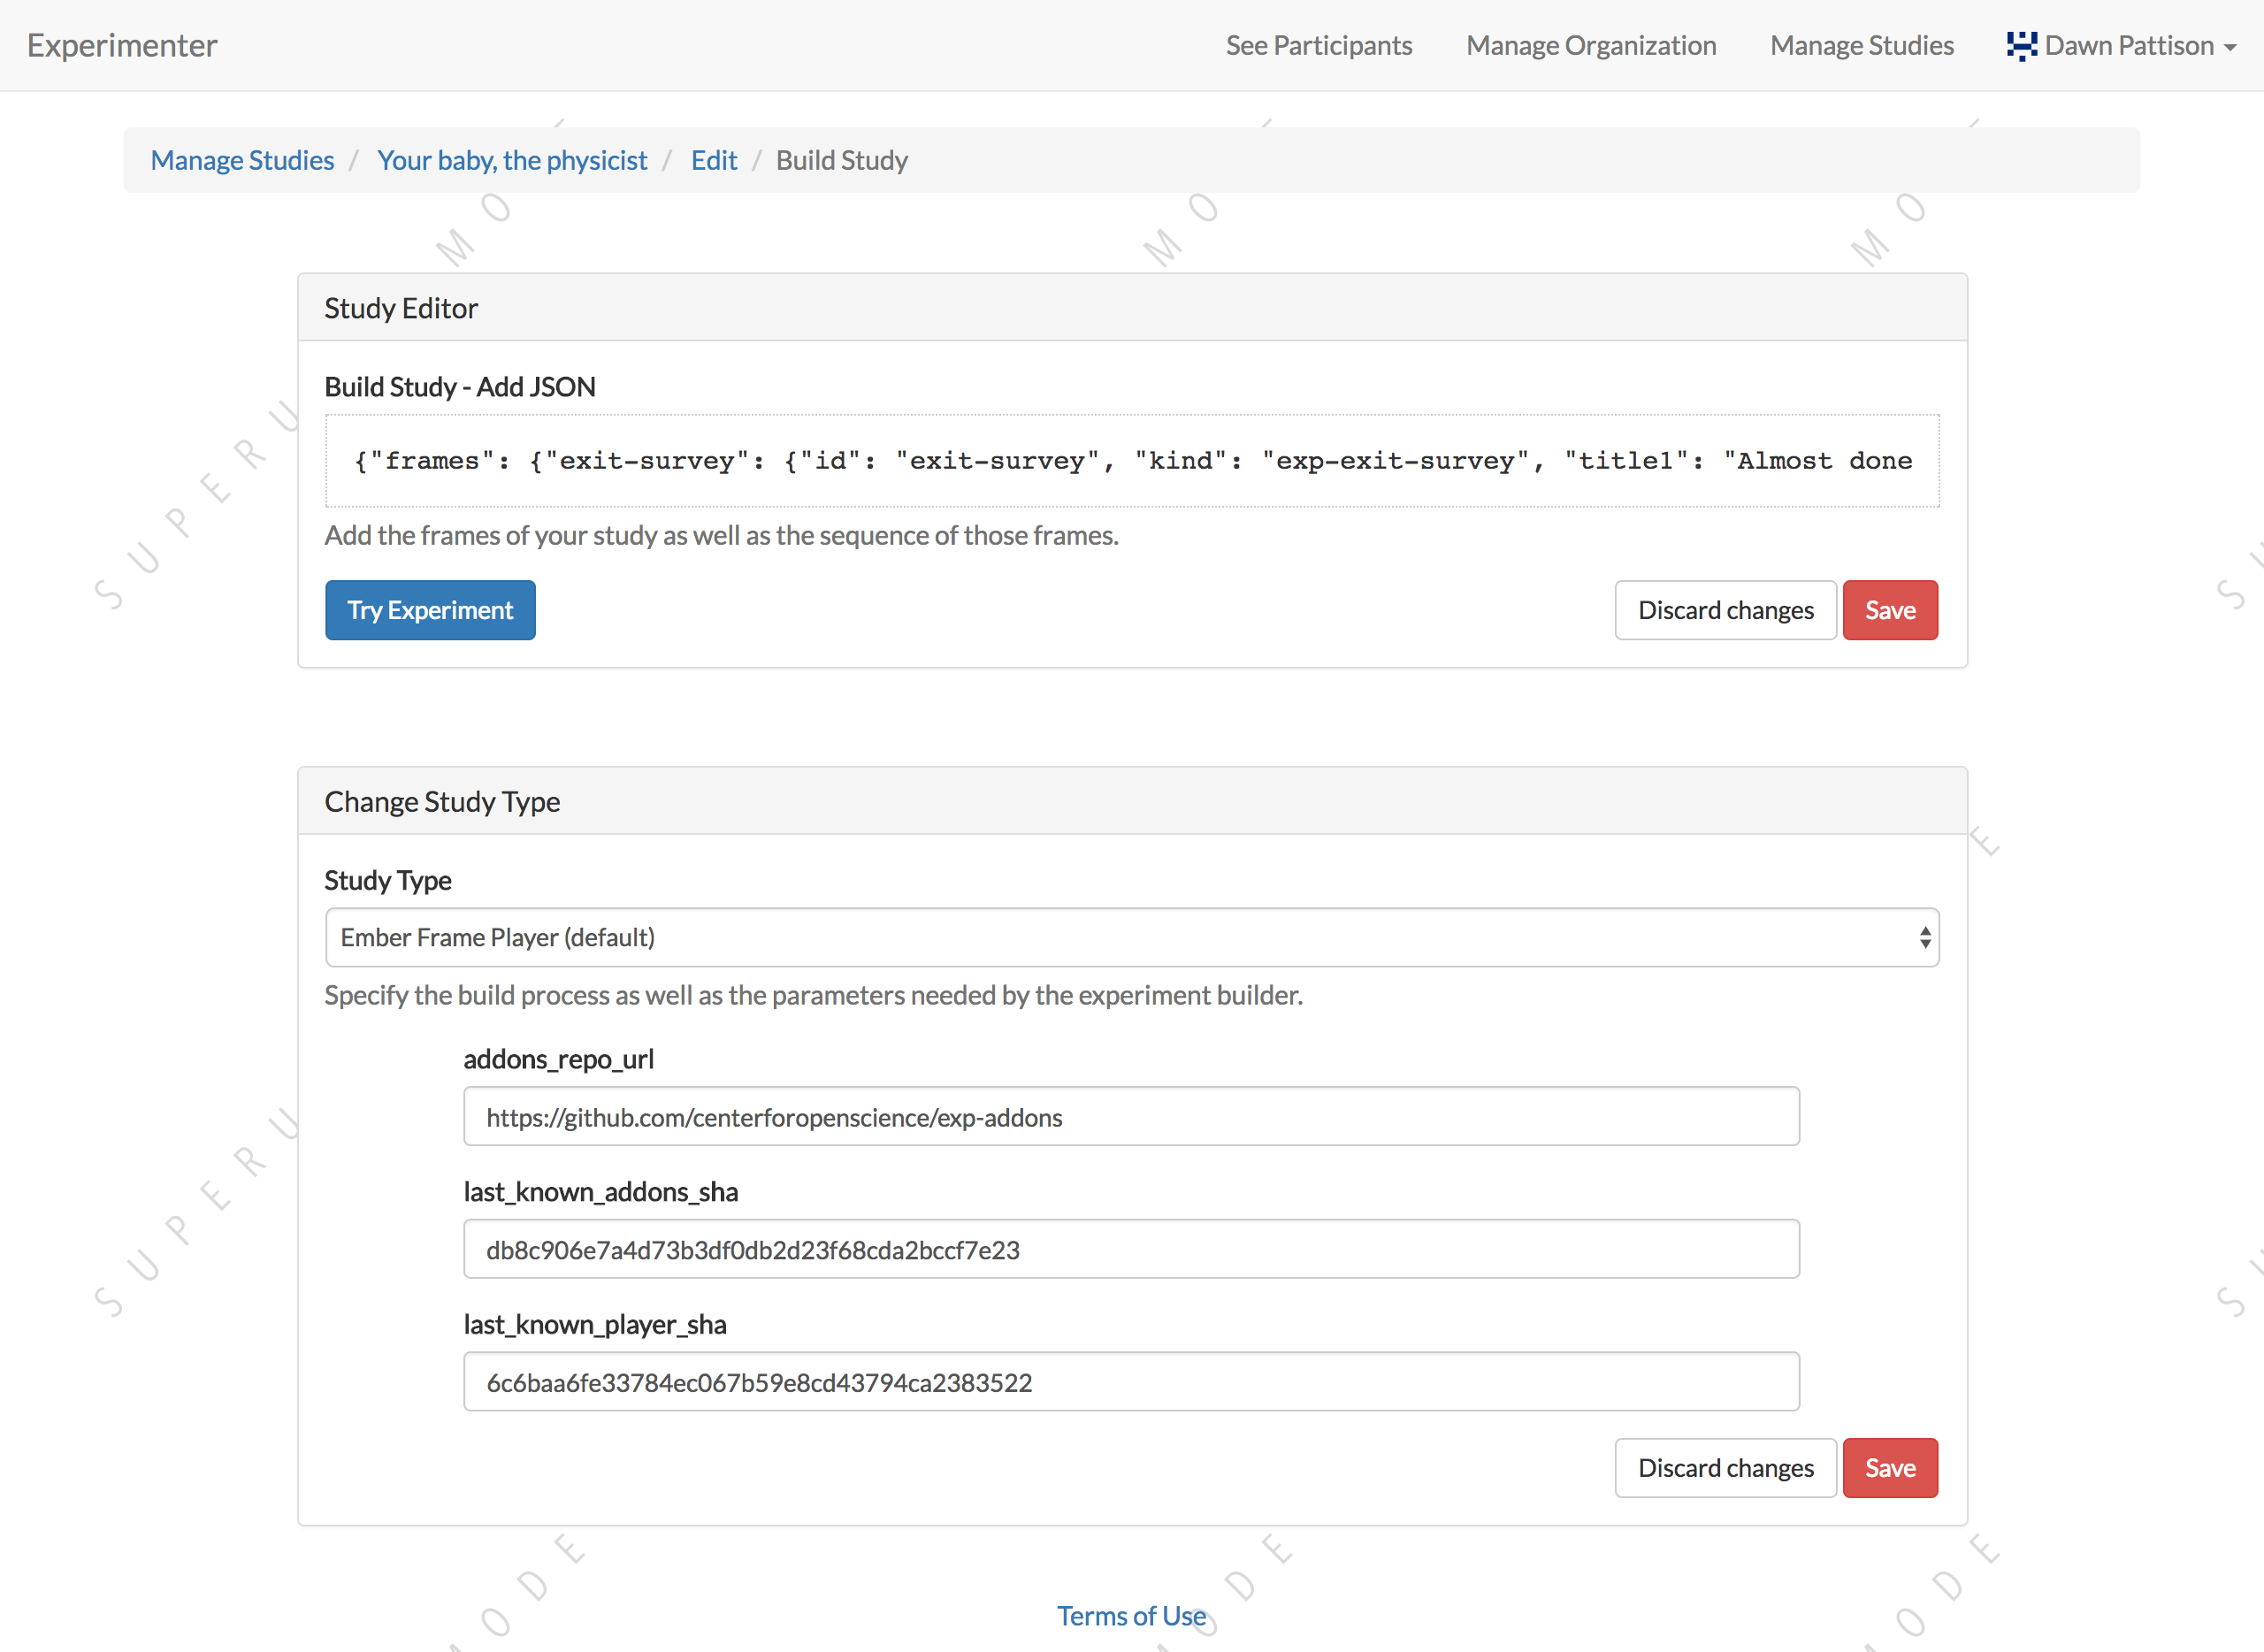 Experimenter
See Participants
Manage Organization
Manage Studies
Dawn Pattison
Manage Studies / Your baby, the physicist / Edit / Build Study
Study Editor
Build Study - Add JSON
{"frames": {"exit-survey": {"id": "exit-survey", "kind": "exp-exit-survey", "title1": "Almost done
Add the frames of your study as well as the sequence of those frames.
Try Experiment
Discard changes
Save
Change Study Type
Study Type
Ember Frame Player (default)
Specify the build process as well as the parameters needed by the experiment builder.
addons_repo_url
https://github.com/centerforopenscience/exp-addons
last_known_addons_sha
db8c906e7a4d73b3df0db2d23f68cda2bccf7e23
last_known_player_sha
6c6baa6fe33784ec067b59e8cd43794ca2383522
Discard changes
Save
Terms of Use